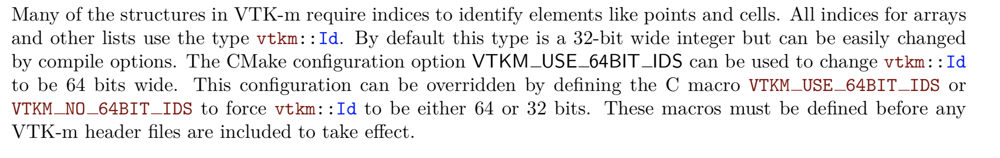 Many of the structures in VTK-m require indices to identify elements like points and cells. All indices for arrays
and other lists use the type vtkm::Id. By default this type is a 32-bit wide integer but can be easily changed
by compile options. The CMake configuration option VTKM_USE_64BIT_IDS can be used to change vtkm::Id
to be 64 bits wide. This configuration can be overridden by defining the C macro VTKM_USE_64BIT_IDS or
VTKM_NO_64BIT_IDS to force vtkm::Id to be either 64 or 32 bits. These macros must be defined before any
VTK-m header files are included to take effect.